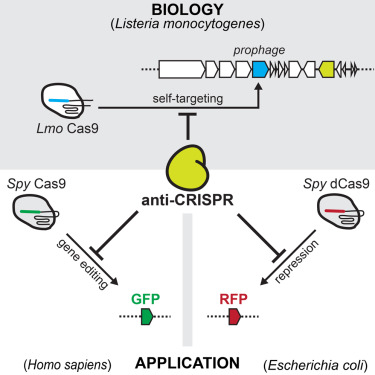 BIOLOGY
(Listeria monocytogenes)
prophage
self-targeting
Lmo Cas9
Spy Cas9
Spy dCas9
anti-CRISPR
gene editing
repression
GFP
RFP
(Homo sapiens)
APPLICATION
(Escherichia coli)